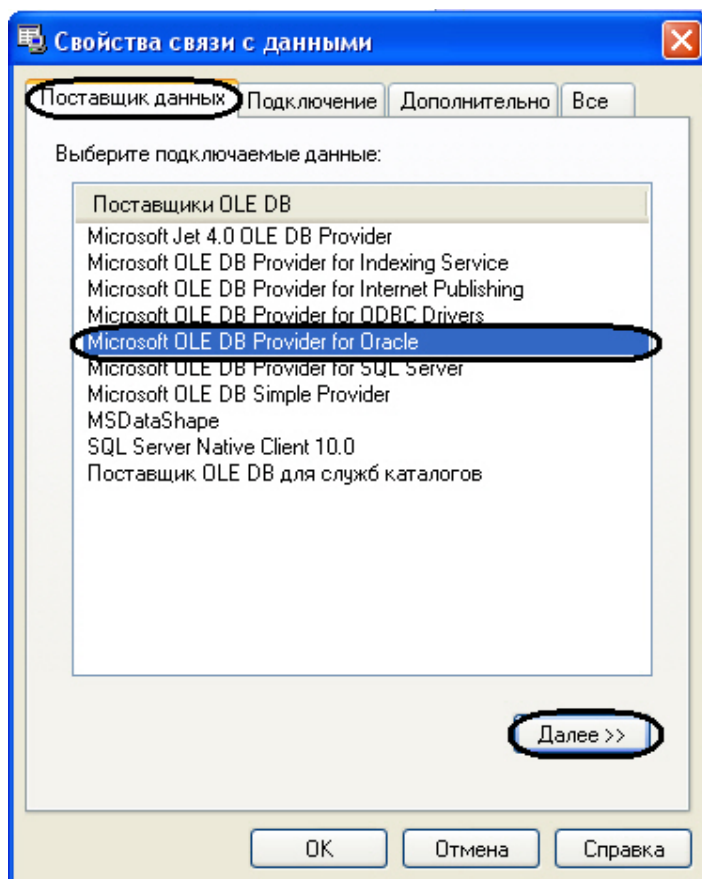 Свойства связи с данными
Поставщик данных Подключение Дополнительно Все
Выберите подключаемые данные:
Поставщики OLE DB
Microsoft Jet 4.0 OLE DB Provider
Microsoft OLE DB Provider for Indexing Service
Microsoft OLE DB Provider for Internet Publishing
Microsoft OLE DB Provider for ODBC Drivers
Microsoft OLE DB Provider for Oracle
Microsoft OLE DB Provider for SQL Server
Microsoft OLE DB Simple Provider
MSDataShape
SQL Server Native Client 10.0
Поставщик OLE DB для служб каталогов
Далее >>
OK Отмена Справка